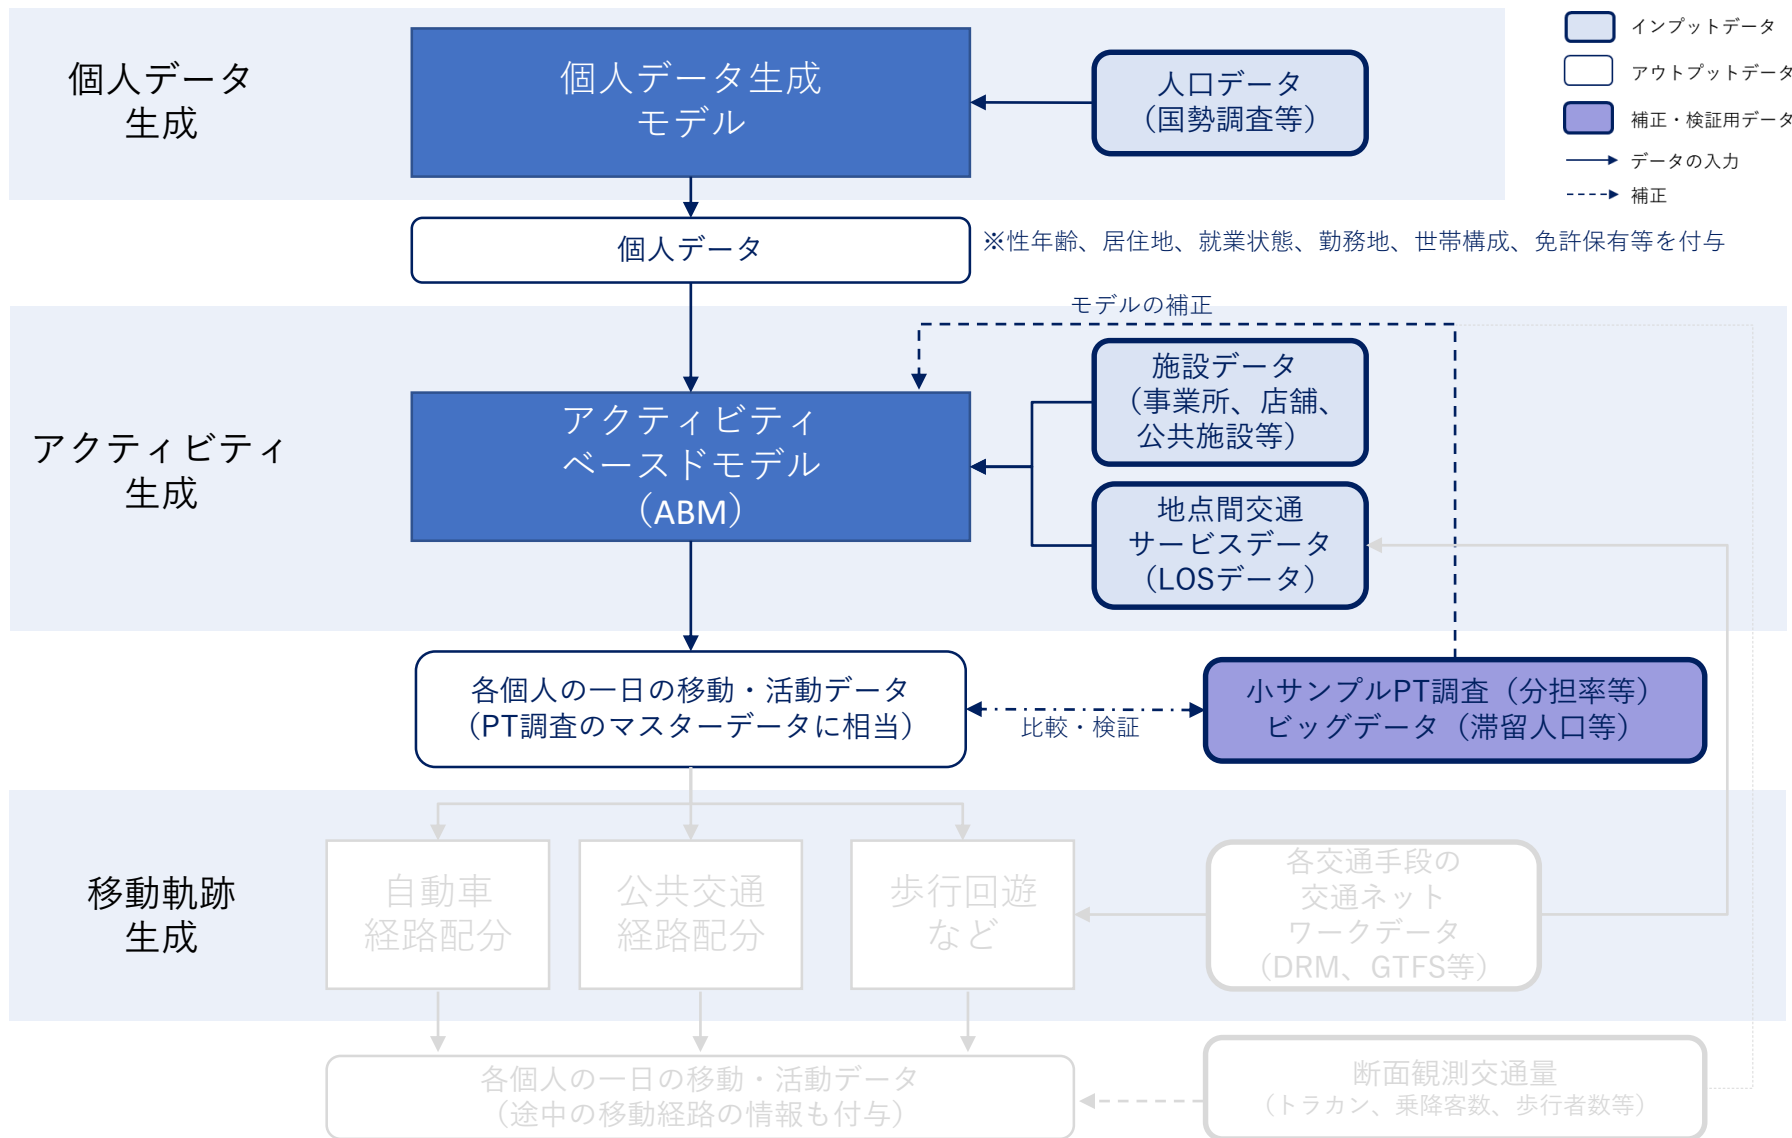 個人データ
生成
個人データ生成
モデル
人口データ
（国勢調査等）
インプットデータ
アウトプットデータ
補正・検証用データ
データの入力
補正
個人データ
※性年齢、居住地、就業状態、勤務地、世帯構成、免許保有等を付与
モデルの補正
アクティビティ
生成
アクティビティ
ベースドモデル
（ABM）
施設データ
（事業所、店舗、
公共施設等）
地点間交通
サービスデータ
（LOSデータ）
各個人の一日の移動・活動データ
（PT調査のマスターデータに相当）
比較・検証
小サンプルPT調査（分担率等）
ビッグデータ（滞留人口等）
移動軌跡
生成
自動車
経路配分
公共交通
経路配分
歩行回遊
など
各交通手段の
交通ネット
ワークデータ
（DRM、GTFS等）
各個人の一日の移動・活動データ
（途中の移動経路の情報も付与）
断面観測交通量
（トラカン、乗降客数、歩行者数等）